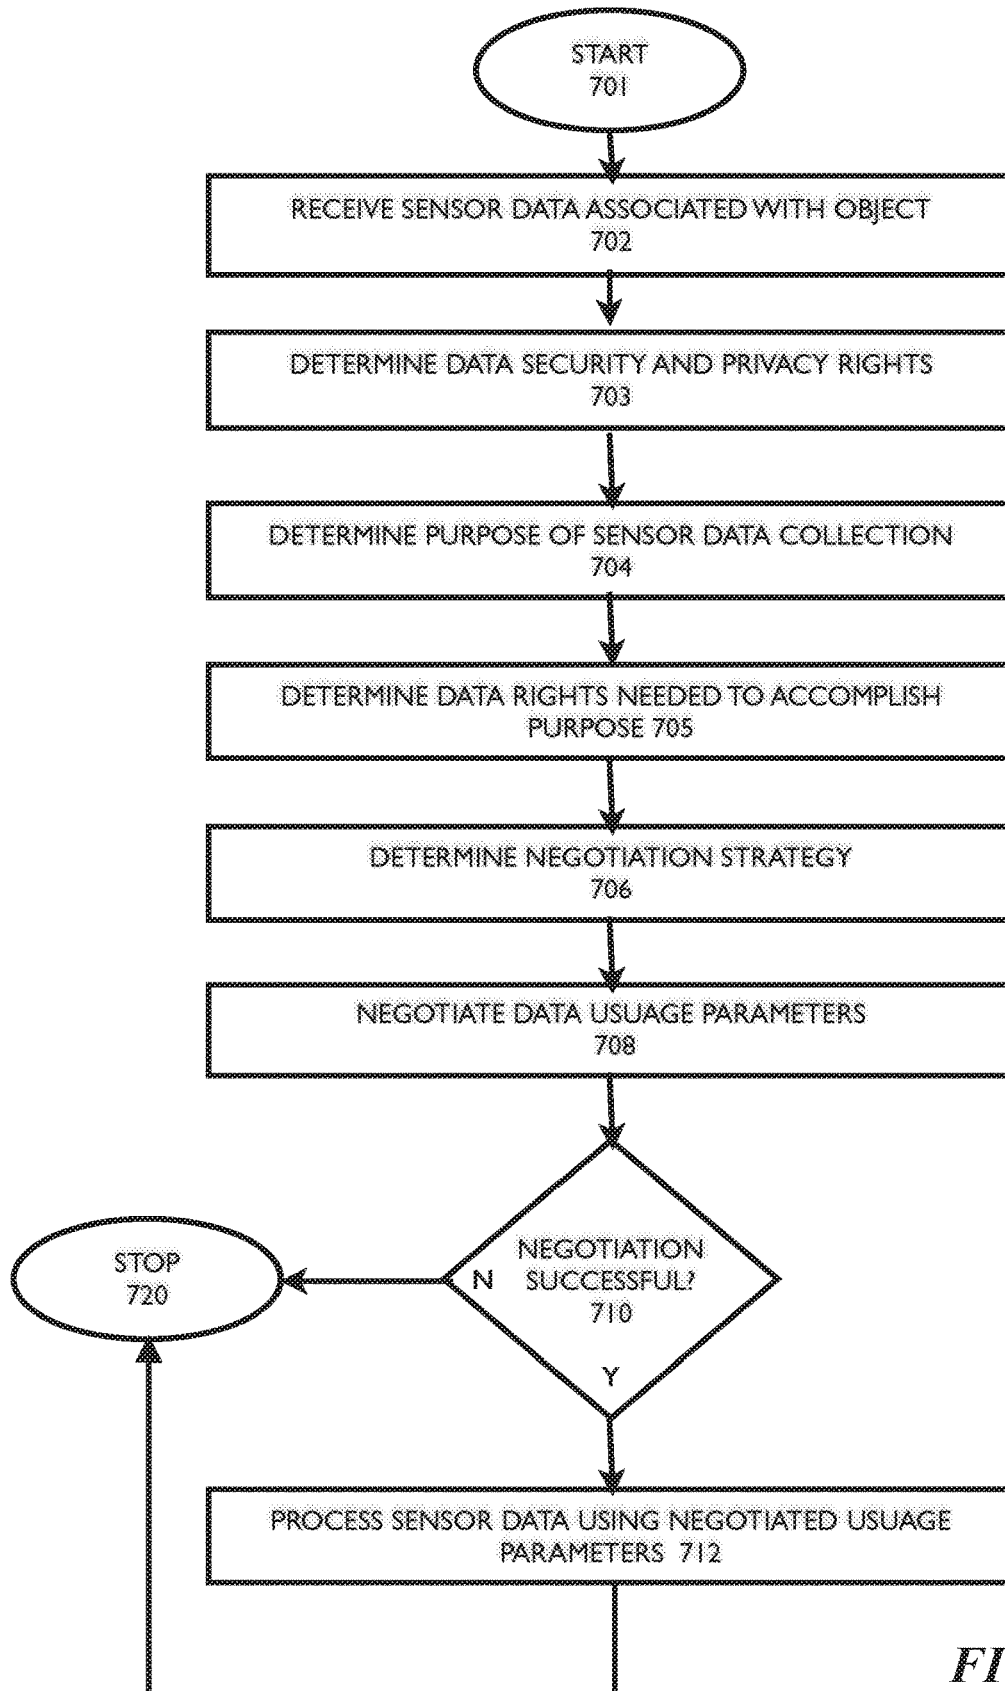 START
701
RECEIVE SENSOR DATA ASSOCIATED WITH OBJECT
702
DETERMINE DATA SECURITY AND PRIVACY RIGHTS
703
DETERMINE PURPOSE OF SENSOR DATA COLLECTION
704
DETERMINE DATA RIGHTS NEEDED TO ACCOMPLISH
PURPOSE 705
DETERMINE NEGOTIATION STRATEGY
706
NEGOTIATE DATA USUAGE PARAMETERS
708
NEGOTIATION
SUCCESSFUL?
710
N
Y
STOP
720
PROCESS SENSOR DATA USING NEGOTIATED USUAGE
PARAMETERS 712
FI